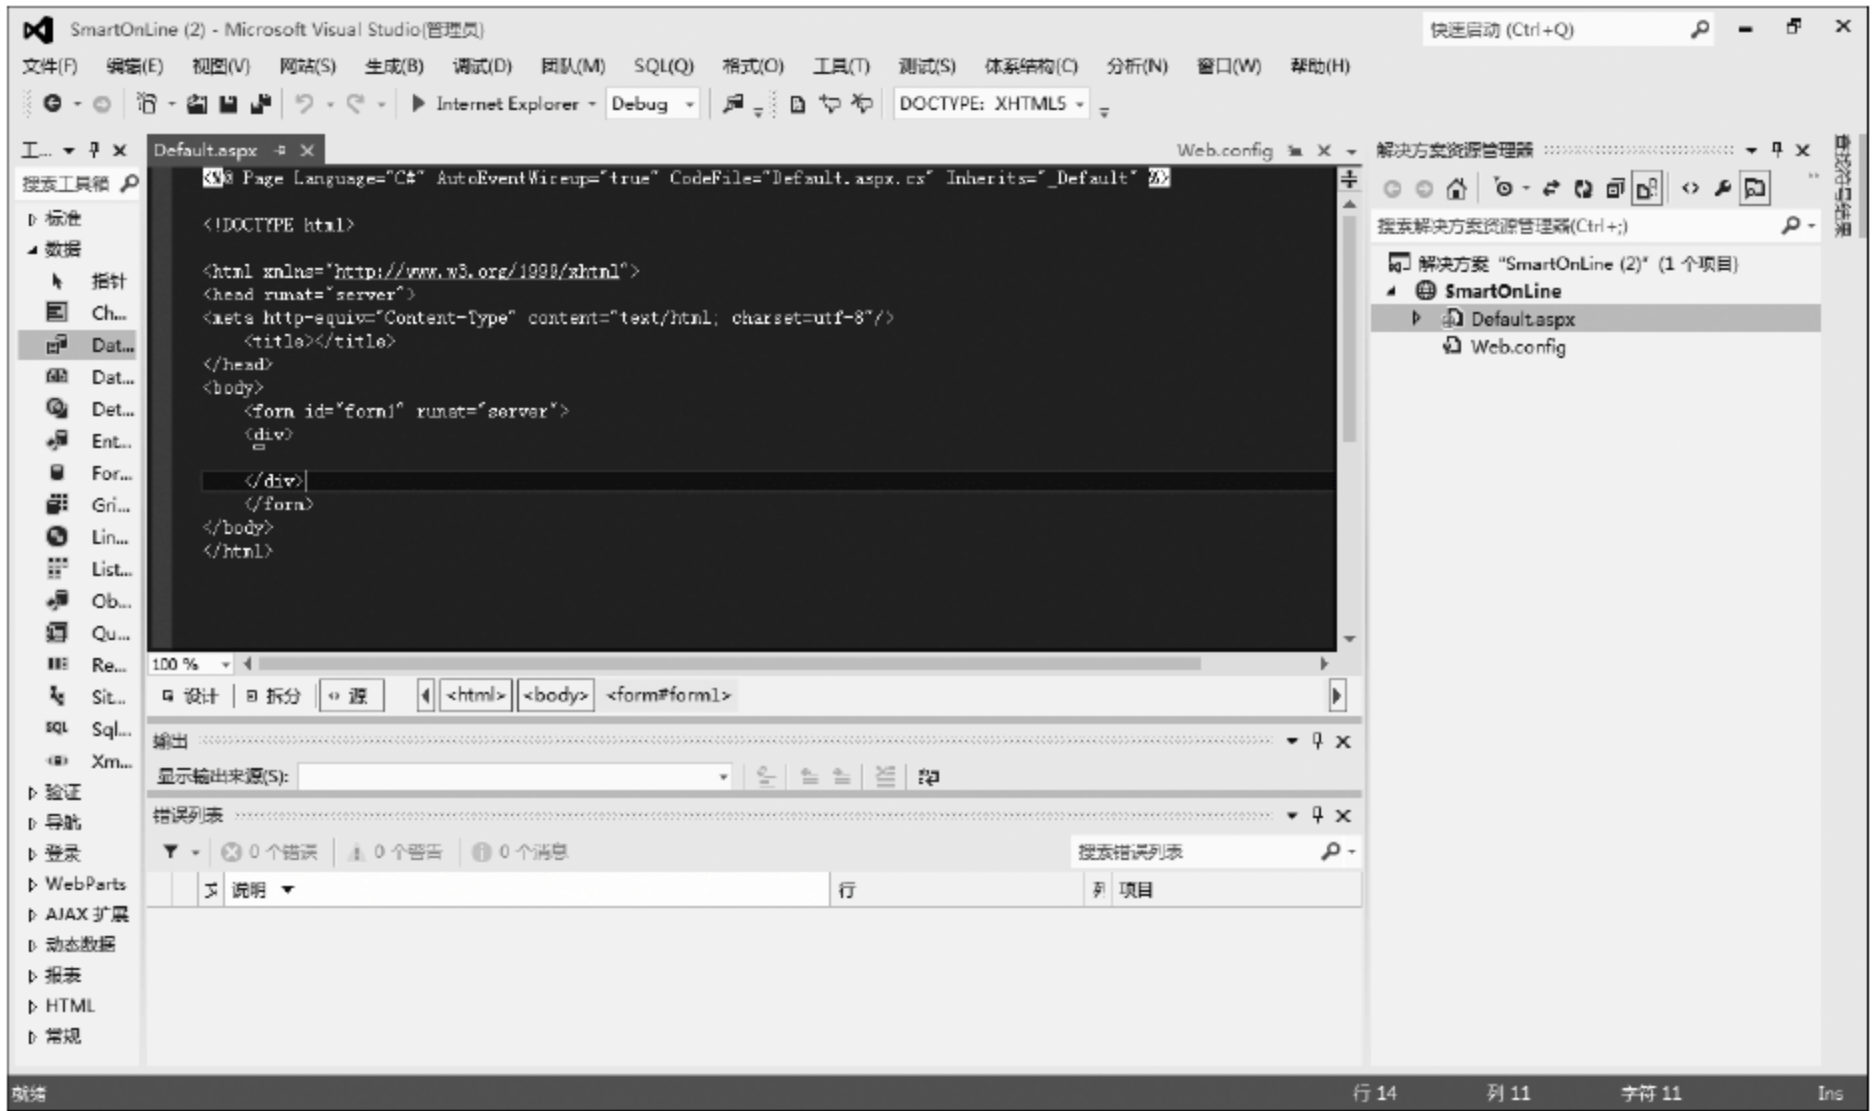 SmartOnLine (2) - Microsoft Visual Studio(管理员)
快速启动 (Ctrl+Q)
文件(F) 编辑(E) 视图(V) 网站(S) 生成(B) 调试(D) 团队(M) SQL(Q) 格式(O) 工具(T) 测试(S) 体系结构(C) 分析(N) 窗口(W) 帮助(H)
Internet Explorer Debug DOCTYPE: XHTML5
工...
搜索工具箱
标准
数据
指针
Ch...
Dat...
Dat...
Det...
Ent...
For...
Gri...
Lin...
List...
Ob...
Qu...
Re...
Sit...
SQL Sql...
Xm...
验证
导航
登录
WebParts
AJAX 扩展
动态数据
报表
HTML
常规
Default.aspx
Web.config
<%@ Page Language="C#" AutoEventWireup="true" CodeFile="Default.aspx.cs" Inherits="_Default" %>
<!DOCTYPE html>
<html xmlns="http://www.w3.org/1999/xhtml">
<head runat="server">
<meta http-equiv="Content-Type" content="text/html; charset=utf-8"/>
<title></title>
</head>
<body>
<form id="form1" runat="server">
<div>
</div>
</form>
</body>
</html>
100 %
设计 拆分 源 <html> <body> <form#form1>
输出
显示输出来源(S):
错误列表
0 个错误 0 个警告 0 个消息
搜索错误列表
说明 行 列 项目
解决方案资源管理器
搜索解决方案资源管理器(Ctrl+;)
解决方案 "SmartOnLine (2)" (1 个项目)
SmartOnLine
Default.aspx
Web.config
查找符号结果
就绪
行 14 列 11 字符 11 Ins